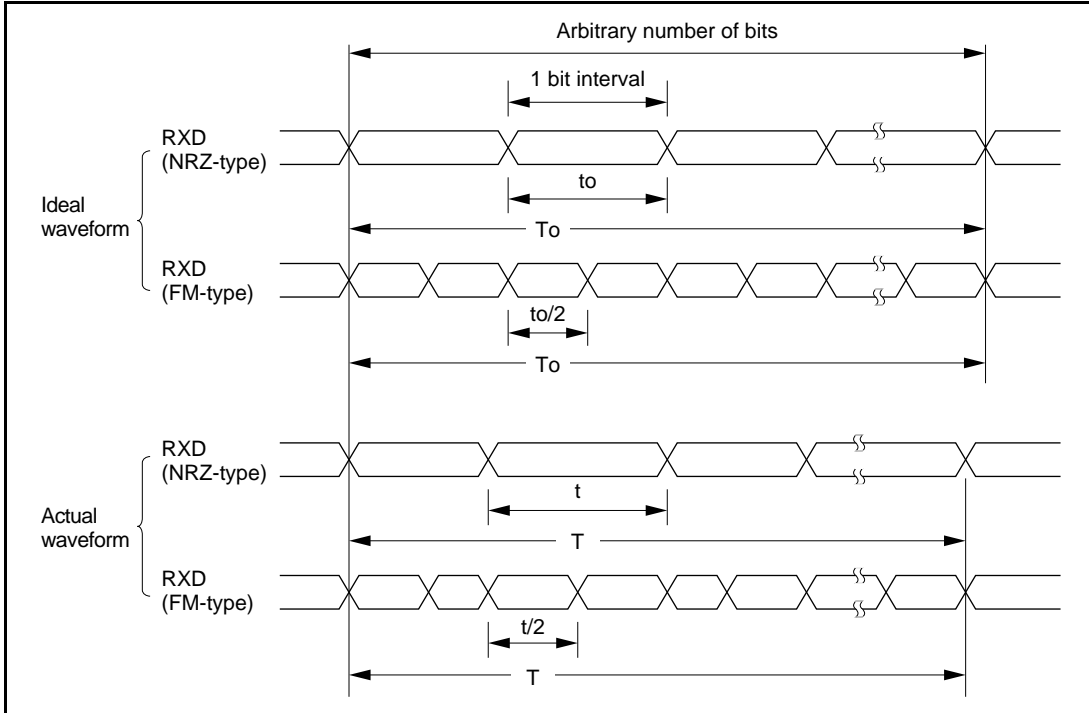 Arbitrary number of bits
1 bit interval
RXD
(NRZ-type)
to
Ideal
waveform
To
RXD
(FM-type)
to/2
To
RXD
(NRZ-type)
t
Actual
waveform
T
RXD
(FM-type)
t/2
T